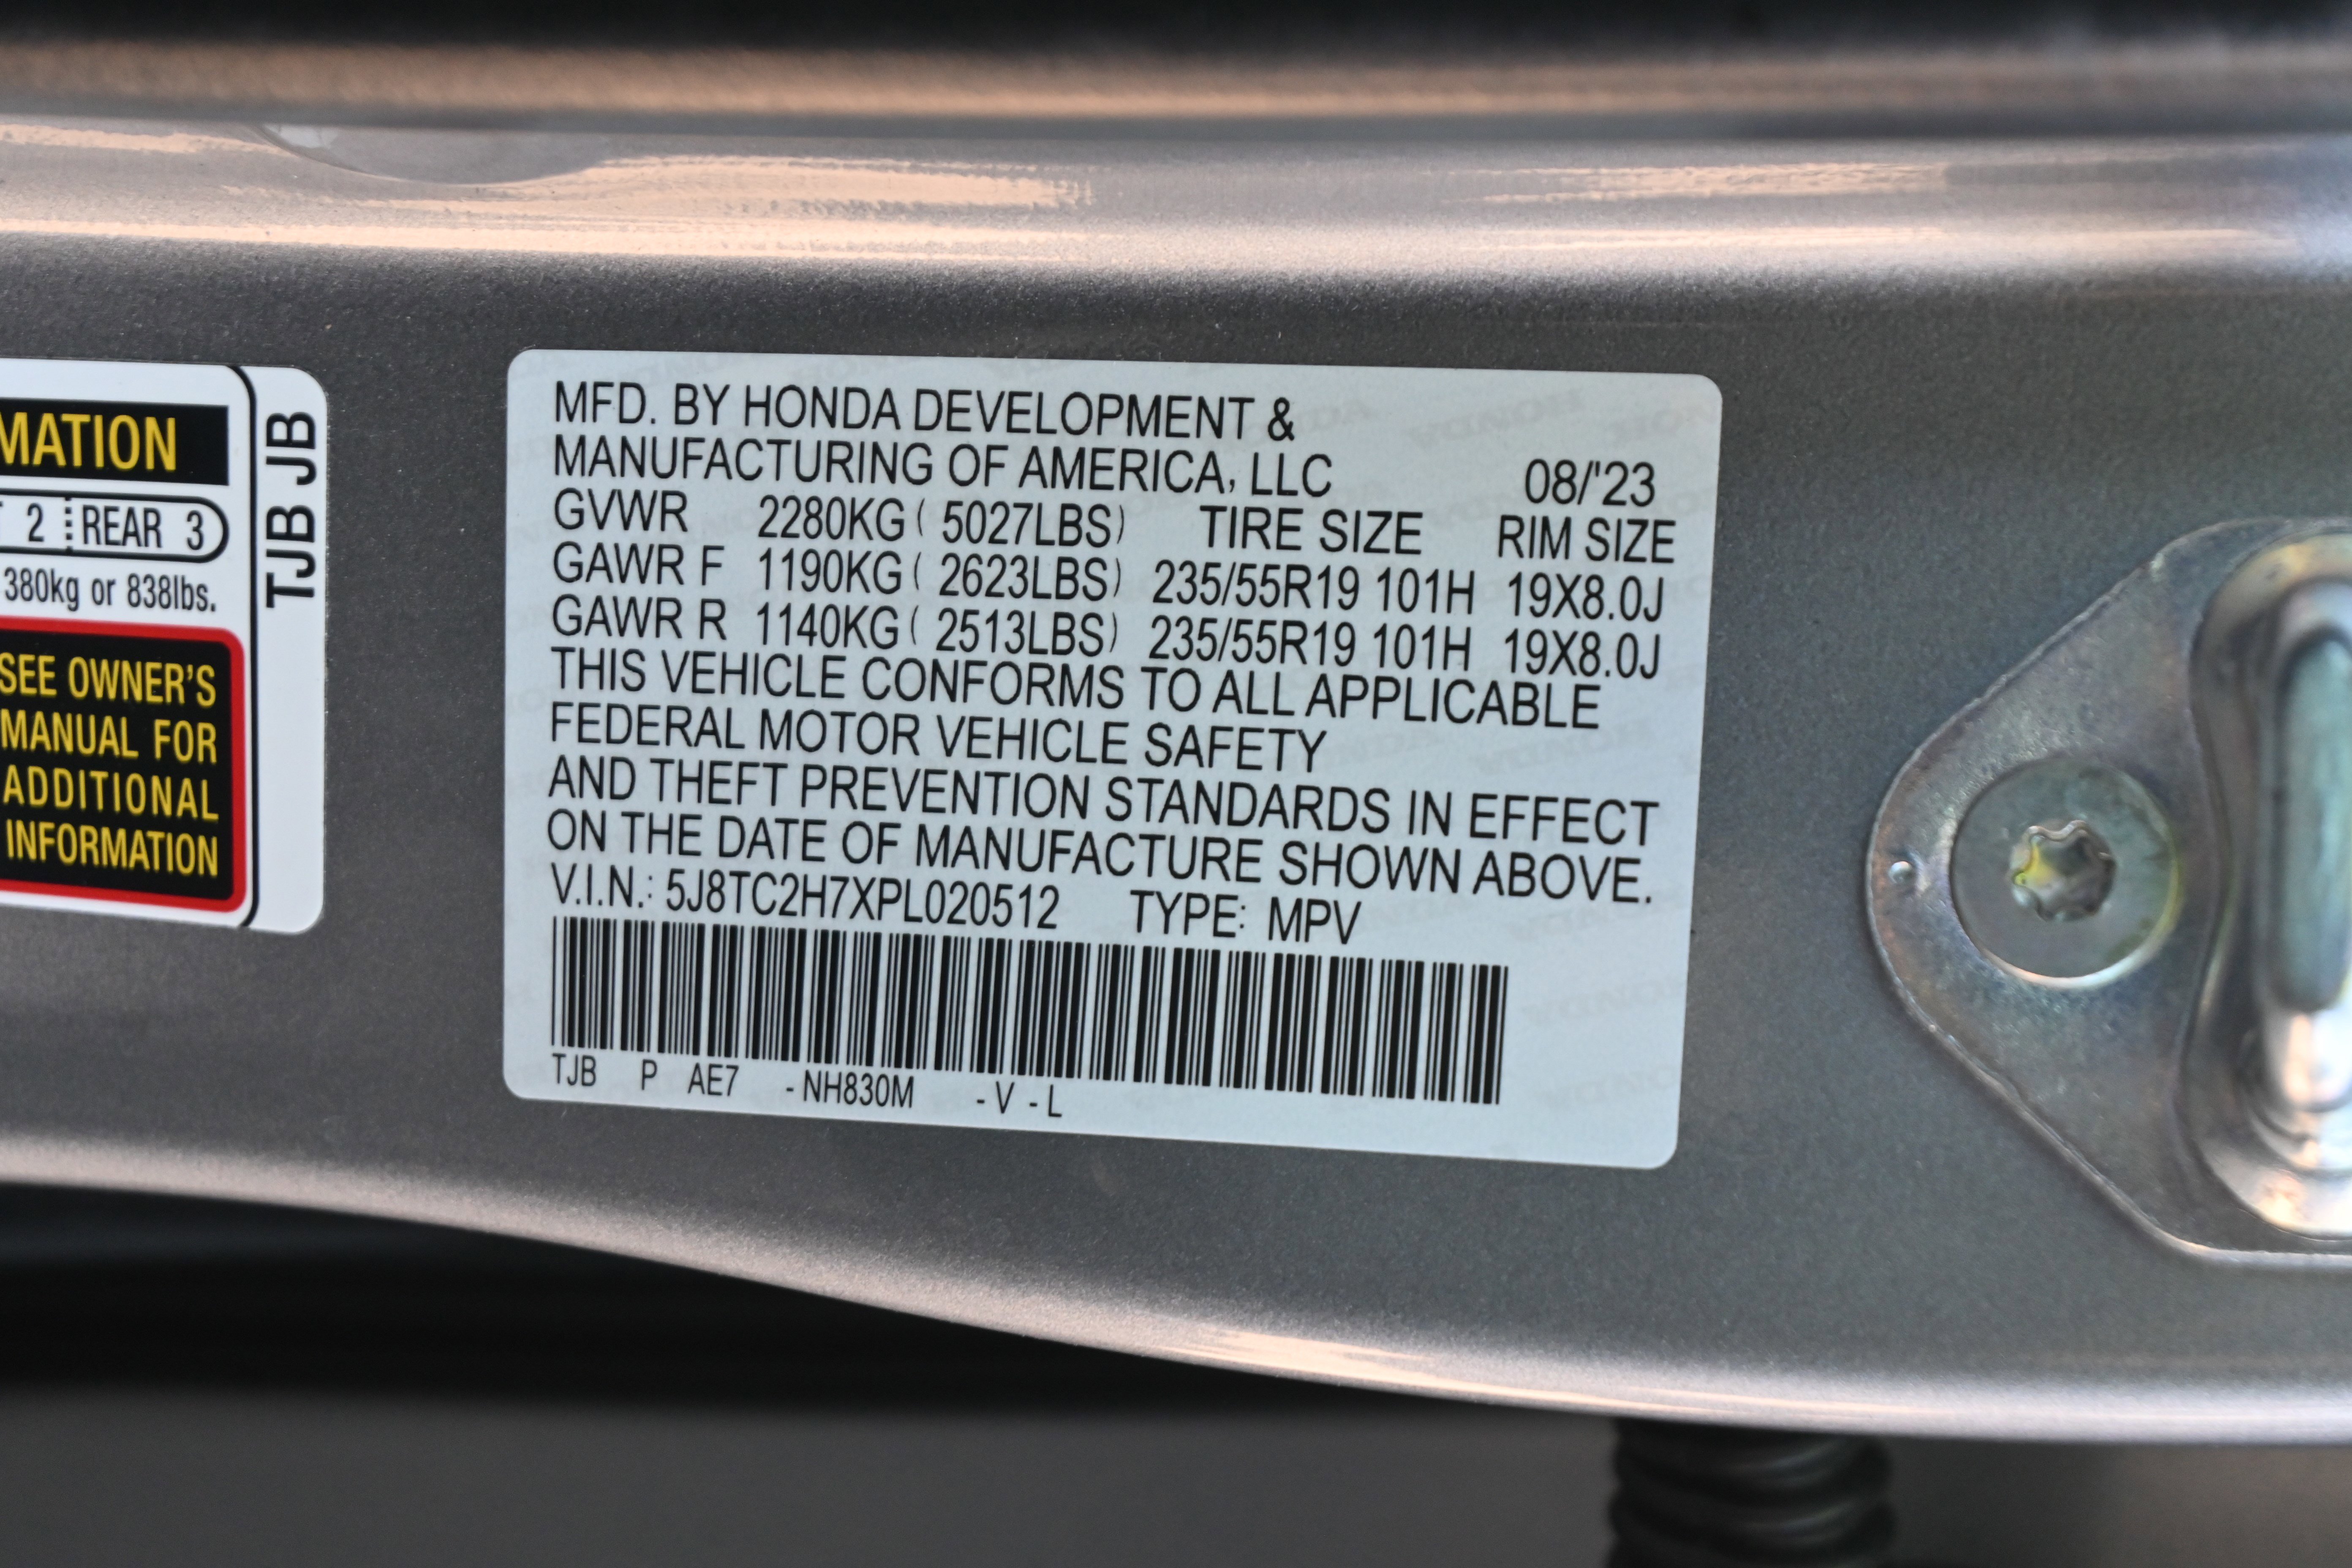 MATION
2 REAR 3
380kg or 838lbs.
SEE OWNER'S
MANUAL FOR
ADDITIONAL
INFORMATION
TJB JB
MFD. BY HONDA DEVELOPMENT &
MANUFACTURING OF AMERICA, LLC 08/'23
GVWR 2280KG ( 5027LBS) TIRE SIZE RIM SIZE
GAWR F 1190KG ( 2623LBS) 235/55R19 101H 19X8.0J
GAWR R 1140KG ( 2513LBS) 235/55R19 101H 19X8.0J
THIS VEHICLE CONFORMS TO ALL APPLICABLE
FEDERAL MOTOR VEHICLE SAFETY
AND THEFT PREVENTION STANDARDS IN EFFECT
ON THE DATE OF MANUFACTURE SHOWN ABOVE.
V.I.N.: 5J8TC2H7XPL020512 TYPE: MPV
TJB P AE7 - NH830M - V - L